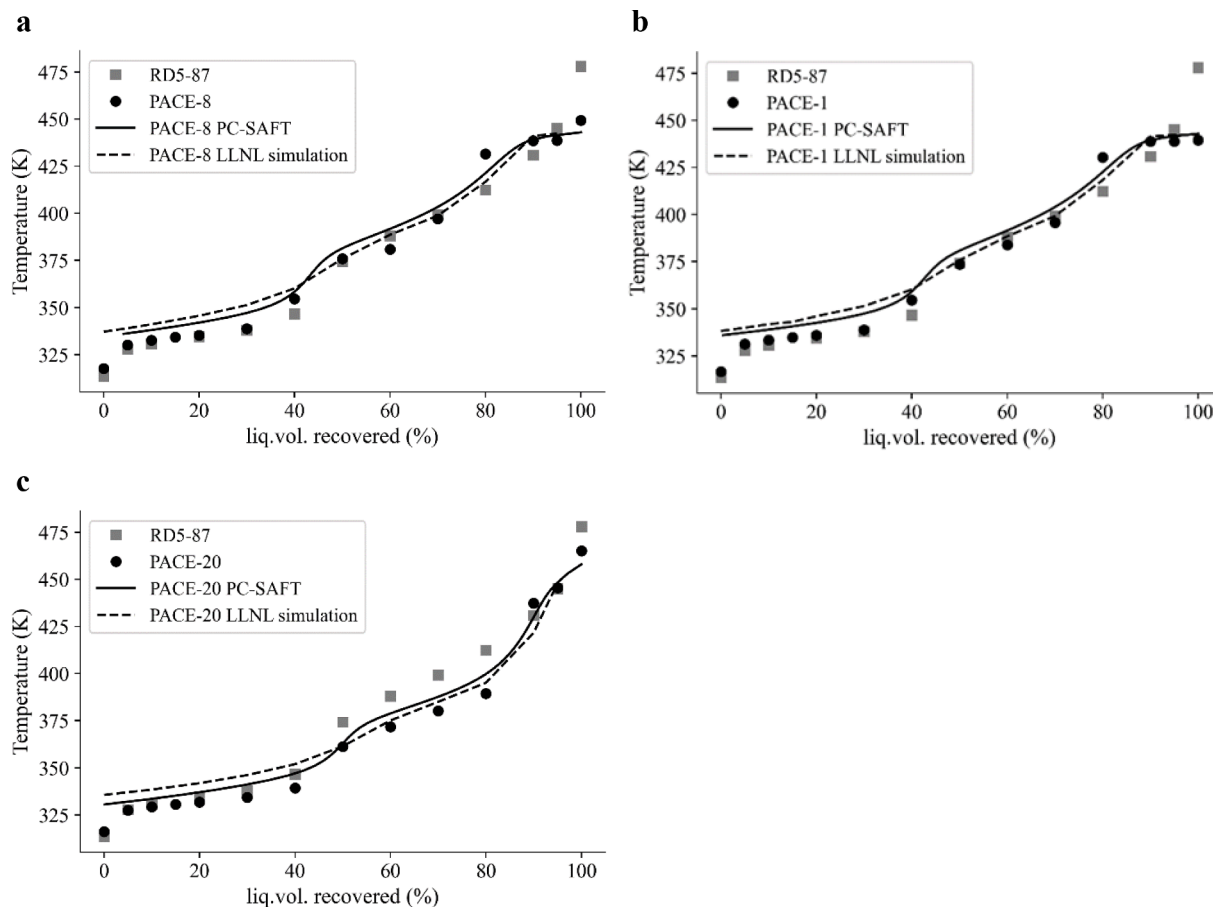 a
475
450
425
400
375
350
325
Temperature (K)
RD5-87
PACE-8
PACE-8 PC-SAFT
PACE-8 LLNL simulation
0 20 40 60 80 100
liq.vol. recovered (%)
b
475
450
425
400
375
350
325
Temperature (K)
RD5-87
PACE-1
PACE-1 PC-SAFT
PACE-1 LLNL simulation
0 20 40 60 80 100
liq.vol. recovered (%)
c
475
450
425
400
375
350
325
Temperature (K)
RD5-87
PACE-20
PACE-20 PC-SAFT
PACE-20 LLNL simulation
0 20 40 60 80 100
liq.vol. recovered (%)